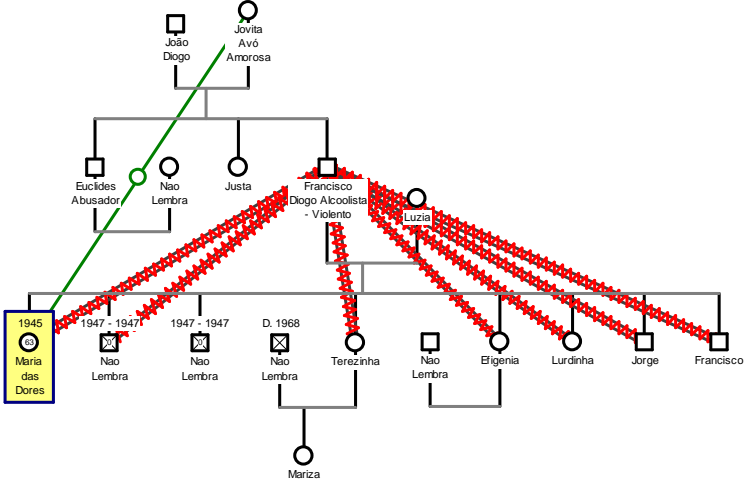 João
Diogo
Jovita
Avó
Amorosa
Euclides
Abusador
Nao
Lembra
Justa
Francisco
Diogo Alcoolista
- Violento
Luzia
1945
63
Maria
das
Dores
1947 - 1947
0
Nao
Lembra
1947 - 1947
0
Nao
Lembra
D. 1968
Nao
Lembra
Terezinha
Nao
Lembra
Efigenia
Lurdinha
Jorge
Francisco
Mariza